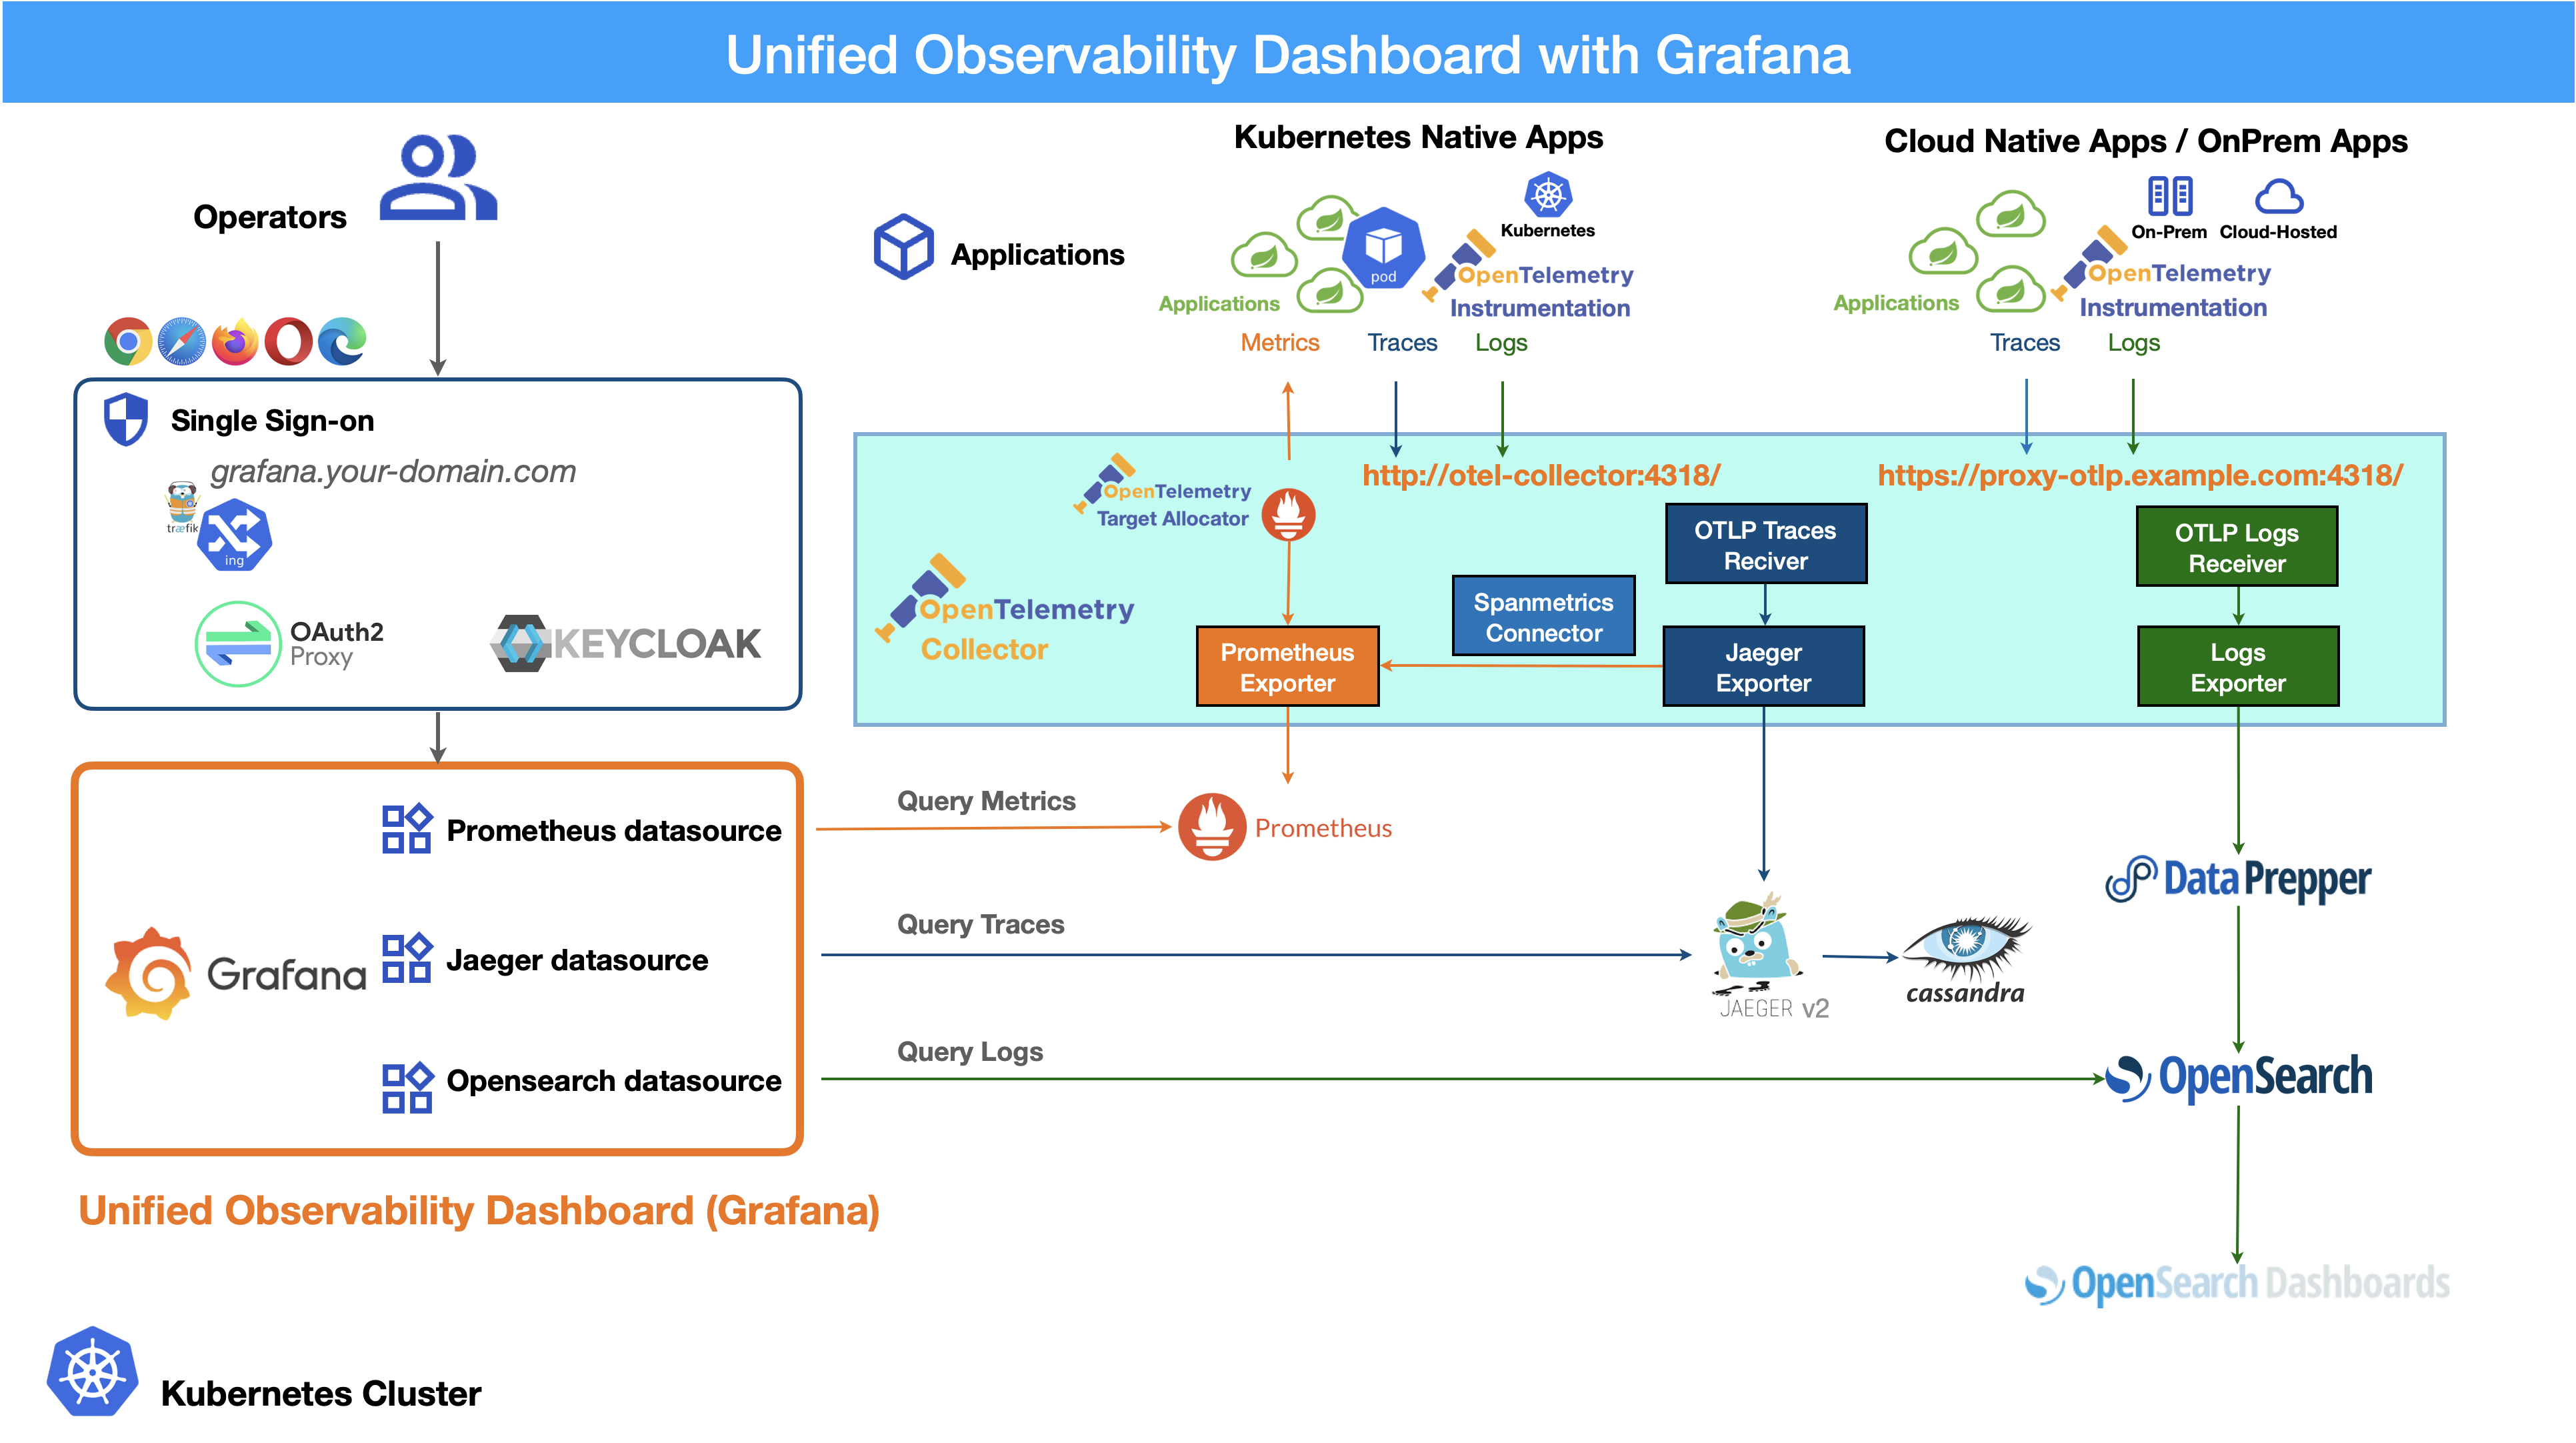 Unified Observability Dashboard with Grafana
Operators
Single Sign-on
grafana.your-domain.com
træfik
ing
OAuth2
Proxy
KEYCLOAK
Grafana
Prometheus datasource
Jaeger datasource
Opensearch datasource
Unified Observability Dashboard (Grafana)
Kubernetes Cluster
Applications
Kubernetes Native Apps
Kubernetes
pod
Applications
OpenTelemetry
Instrumentation
Metrics
Traces
Logs
Cloud Native Apps / OnPrem Apps
On-Prem
Cloud-Hosted
Applications
OpenTelemetry
Instrumentation
Traces
Logs
OpenTelemetry
Target Allocator
http://otel-collector:4318/
https://proxy-otlp.example.com:4318/
OpenTelemetry
Collector
OTLP Traces
Reciver
OTLP Logs
Receiver
Spanmetrics
Connector
Prometheus
Exporter
Jaeger
Exporter
Logs
Exporter
Query Metrics
Prometheus
Query Traces
JAEGER v2
cassandra
Data Prepper
Query Logs
OpenSearch
OpenSearch Dashboards